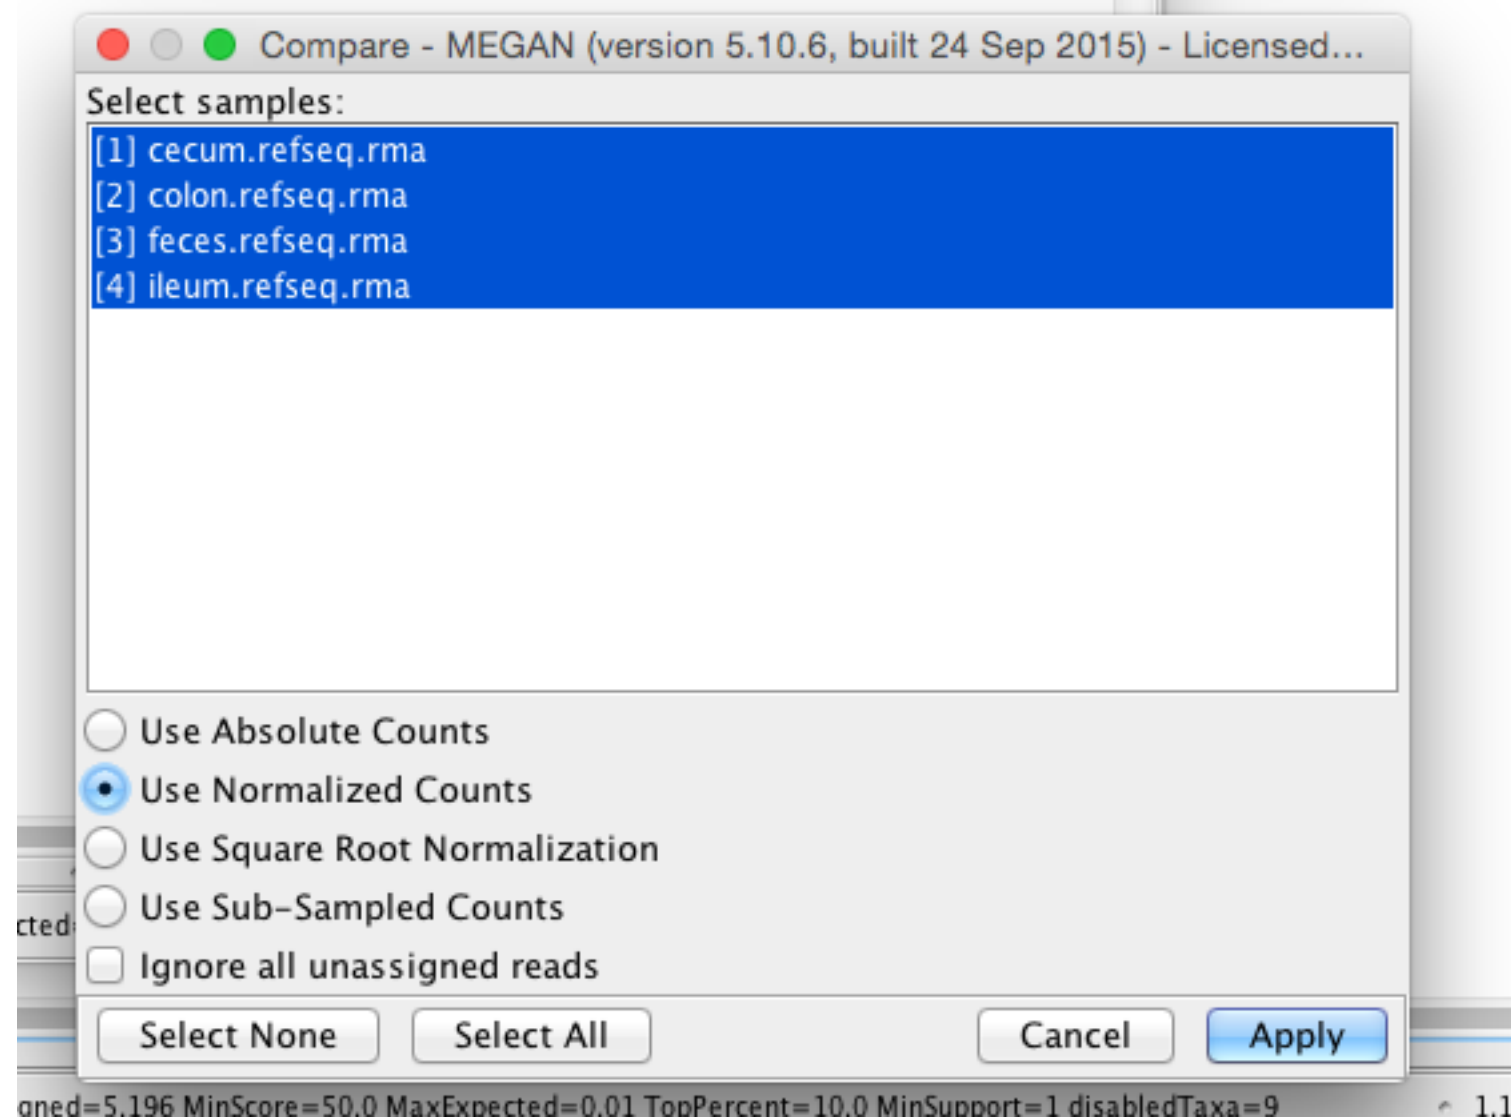 Compare - MEGAN (version 5.10.6, built 24 Sep 2015) - Licensed...
Select samples:
[1] cecum.refseq.rma
[2] colon.refseq.rma
[3] feces.refseq.rma
[4] ileum.refseq.rma
Use Absolute Counts
Use Normalized Counts
Use Square Root Normalization
Use Sub-Sampled Counts
Ignore all unassigned reads
Select None Select All Cancel Apply
gned=5,196 MinScore=50.0 MaxExpected=0.01 TopPercent=10.0 MinSupport=1 disabledTaxa=9